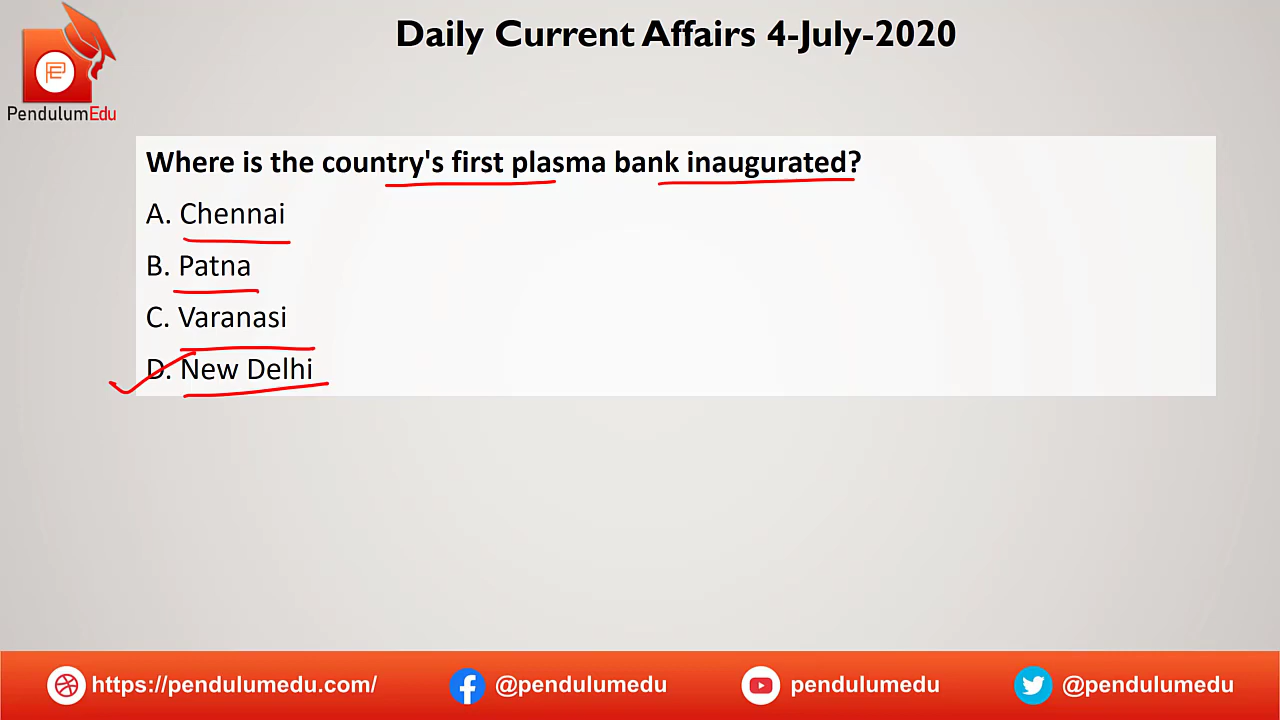 Daily Current Affairs 4-July-2020
PendulumEdu
Where is the country's first plasma bank inaugurated?
A. Chennai
B. Patna
C. Varanasi
D. New Delhi
https://pendulumedu.com/ @pendulumedu pendulumedu @pendulumedu